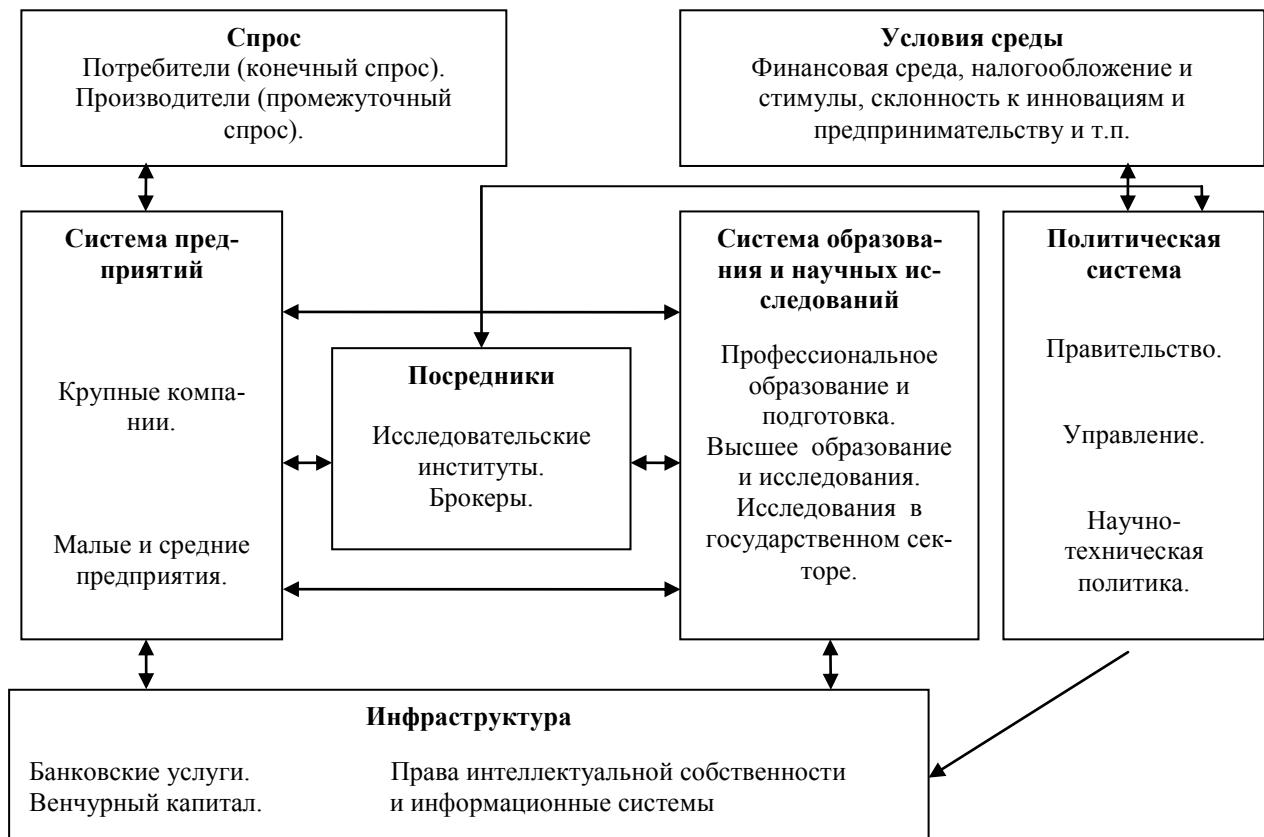 Спрос
Потребители (конечный спрос).
Производители (промежуточный
спрос).
Условия среды
Финансовая среда, налогообложение и
стимулы, склонность к инновациям и
предпринимательству и т.п.
Система пред-
приятий
Крупные компа-
нии.
Малые и средние
предприятия.
Посредники
Исследовательские
институты.
Брокеры.
Система образова-
ния и научных ис-
следований
Профессиональное
образование и
подготовка.
Высшее образование
и исследования.
Исследования в
государственном сек-
торе.
Политическая
система
Правительство.
Управление.
Научно-
техническая
политика.
Инфраструктура
Банковские услуги.
Венчурный капитал.
Права интеллектуальной собственности
и информационные системы